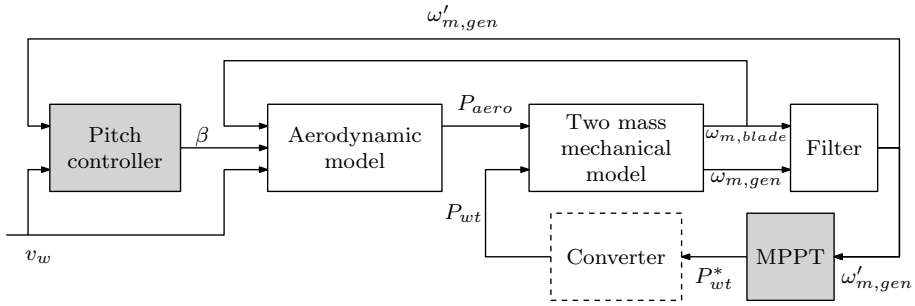 ω′m,gen
Pitch
controller
β
Aerodynamic
model
Paero
Two mass
mechanical
model
ωm,blade
ωm,gen
Filter
vw
Pwt
Converter
P*wt
MPPT
ω′m,gen